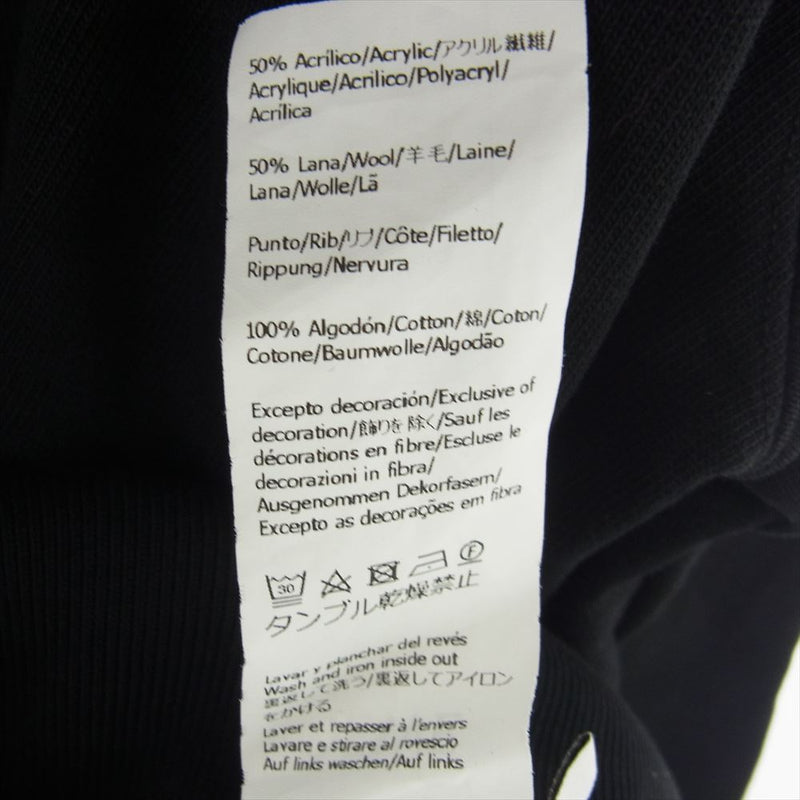 50% Acrílico/Acrylic/アクリル繊維/
Acrylique/Acrilico/Polyacryl/
Acrílica
50% Lana/Wool/羊毛/Laine/
Lana/Wolle/Lã
Punto/Rib/リブ/Côte/Filetto/
Rippung/Nervura
100% Algodón/Cotton/綿/Coton/
Cotone/Baumwolle/Algodão
Excepto decoración/Exclusive of
decoration/飾りを除く/Sauf les
décorations en fibre/Escluse le
decorazioni in fibra/
Ausgenommen Dekorfasern/
Excepto as decorações em fibra
30 F
タンブル乾燥禁止
Lavar y planchar del revés
Wash and iron inside out
裏返して洗う/裏返してアイロン
をかける
Laver et repasser à l'envers
Lavare e stirare al rovescio
Auf links waschen/Auf links